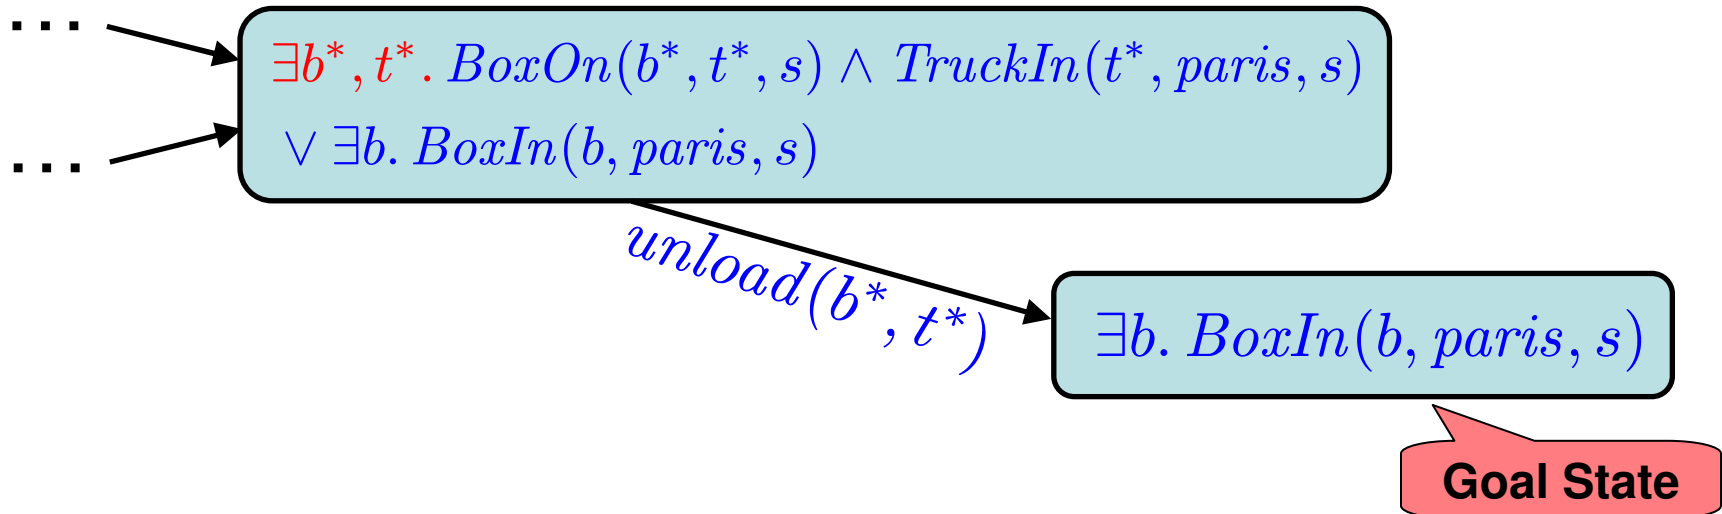 ...
∃b*, t*. BoxOn(b*, t*, s) ∧ TruckIn(t*, paris, s)
...
∨ ∃b. BoxIn(b, paris, s)
unload(b*, t*)
∃b. BoxIn(b, paris, s)
Goal State